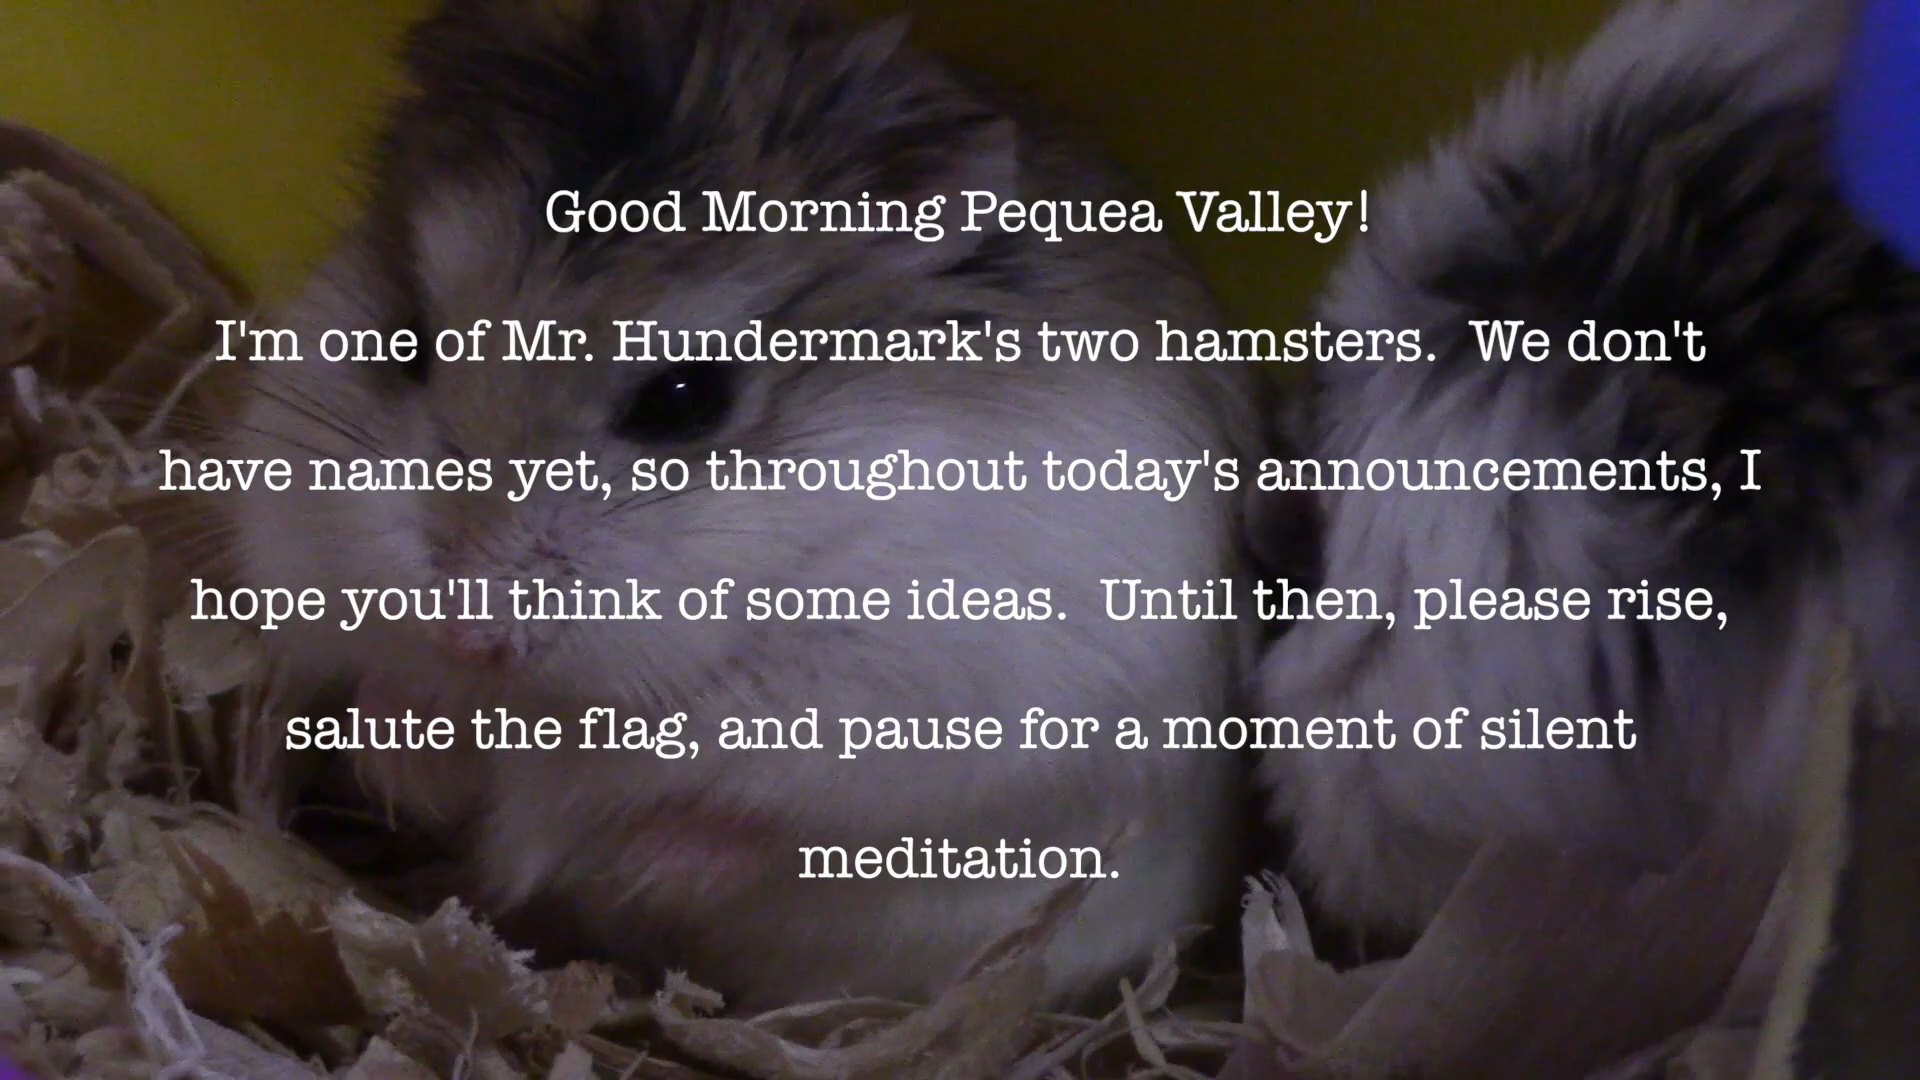 Good Morning Pequea Valley!
I'm one of Mr. Hundermark's two hamsters.  We don't
have names yet, so throughout today's announcements, I
hope you'll think of some ideas.  Until then, please rise,
salute the flag, and pause for a moment of silent
meditation.